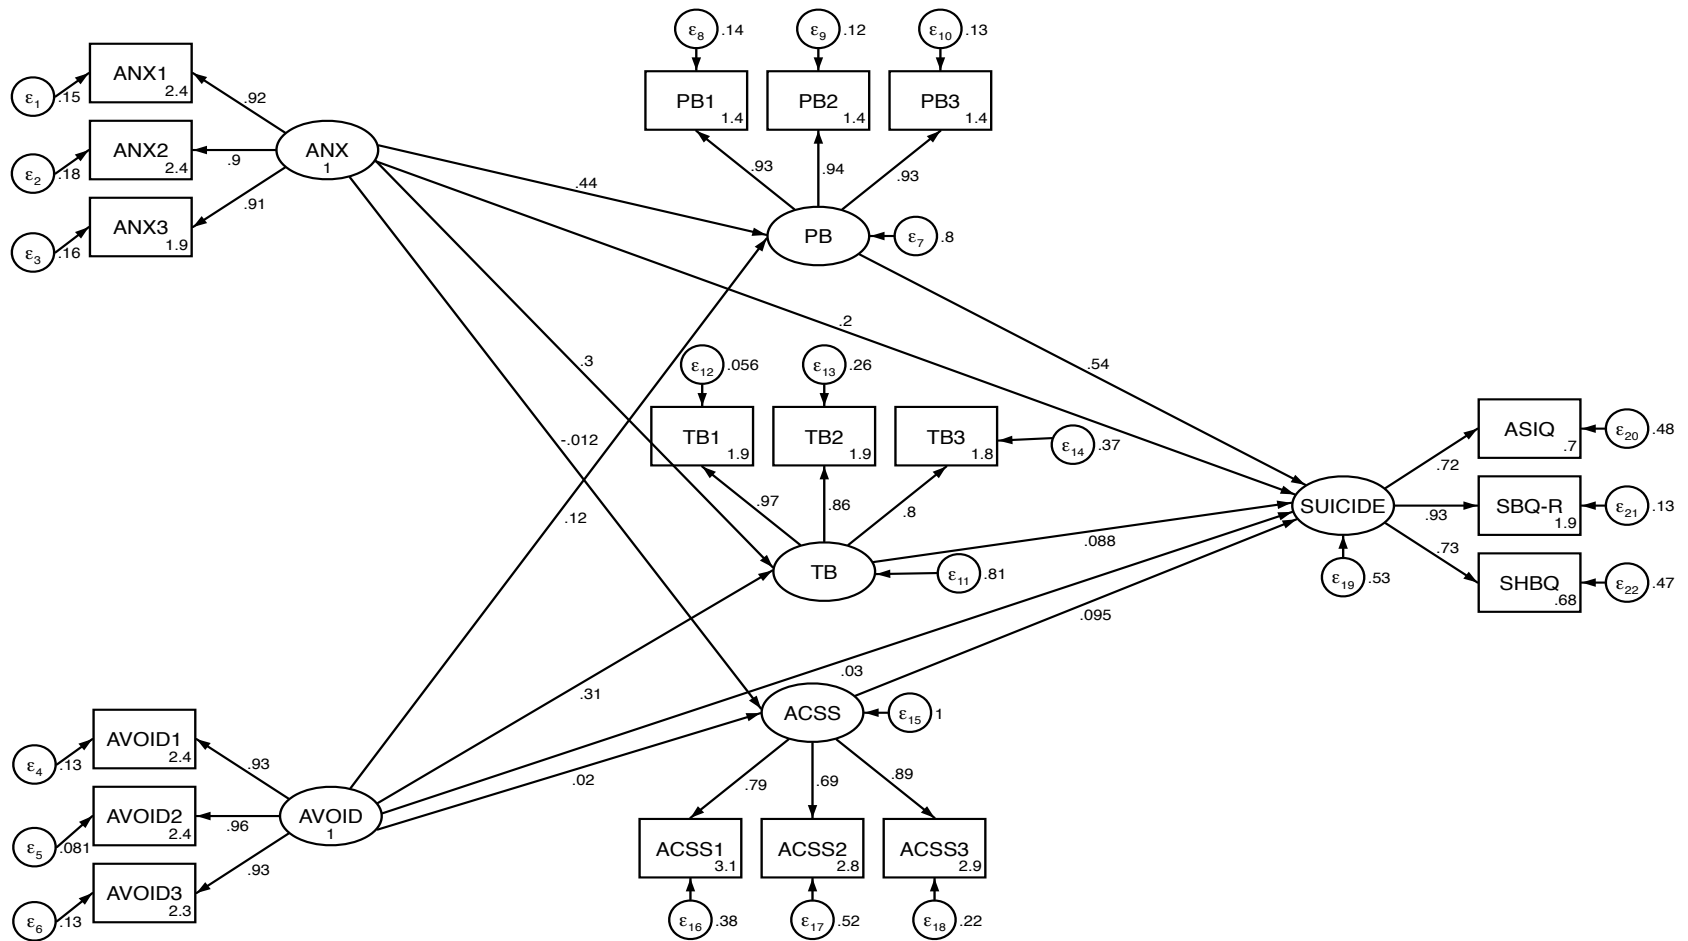 ε8 .14
ε9 .12
ε10 .13
ANX1 2.4
ε1 .15
.92
PB1 1.4
PB2 1.4
PB3 1.4
ANX2 2.4
ε2 .18
.9
ANX 1
.93
.94
.93
.44
.91
ANX3 1.9
ε3 .16
PB
ε7 .8
.2
.3
ε12 .056
ε13 .26
.54
TB1 1.9
TB2 1.9
TB3 1.8
ε14 .37
-.012
ASIQ .7
ε20 .48
.72
.97
.86
.8
.12
SUICIDE
.93
SBQ-R 1.9
ε21 .13
.088
.73
TB
ε11 .81
ε19 .53
SHBQ .68
ε22 .47
.095
.03
.31
ACSS
ε15 1
AVOID1 2.4
ε4 .13
.93
.02
.79
.69
.89
AVOID2 2.4
ε5 .081
.96
AVOID 1
ACSS1 3.1
ACSS2 2.8
ACSS3 2.9
.93
AVOID3 2.3
ε6 .13
ε16 .38
ε17 .52
ε18 .22